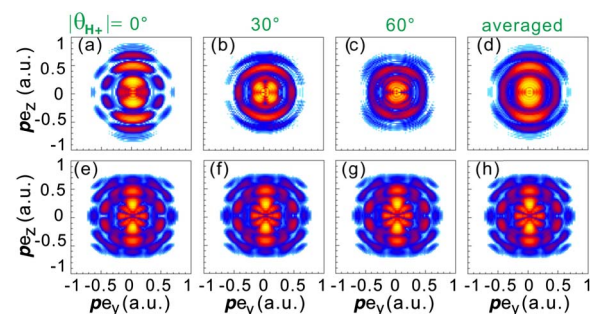 |θH+|= 0° 30° 60° averaged
(a) (b) (c) (d)
1
0.5
0
-0.5
-1
pez (a.u.)
(e) (f) (g) (h)
1
0.5
0
-0.5
-1
pez (a.u.)
-1 -0.5 0 0.5 1 -1 -0.5 0 0.5 1 -1 -0.5 0 0.5 1 -1 -0.5 0 0.5 1
pey (a.u.) pey (a.u.) pey (a.u.) pey (a.u.)